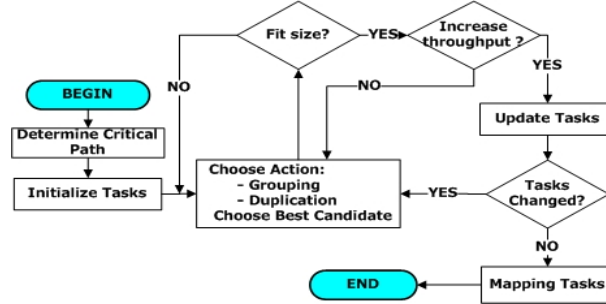 Fit size?
YES
Increase
throughput ?
NO
YES
BEGIN
NO
Determine Critical
Path
Update Tasks
Initialize Tasks
Choose Action:
- Grouping
- Duplication
Choose Best Candidate
YES
Tasks
Changed?
NO
END
Mapping Tasks